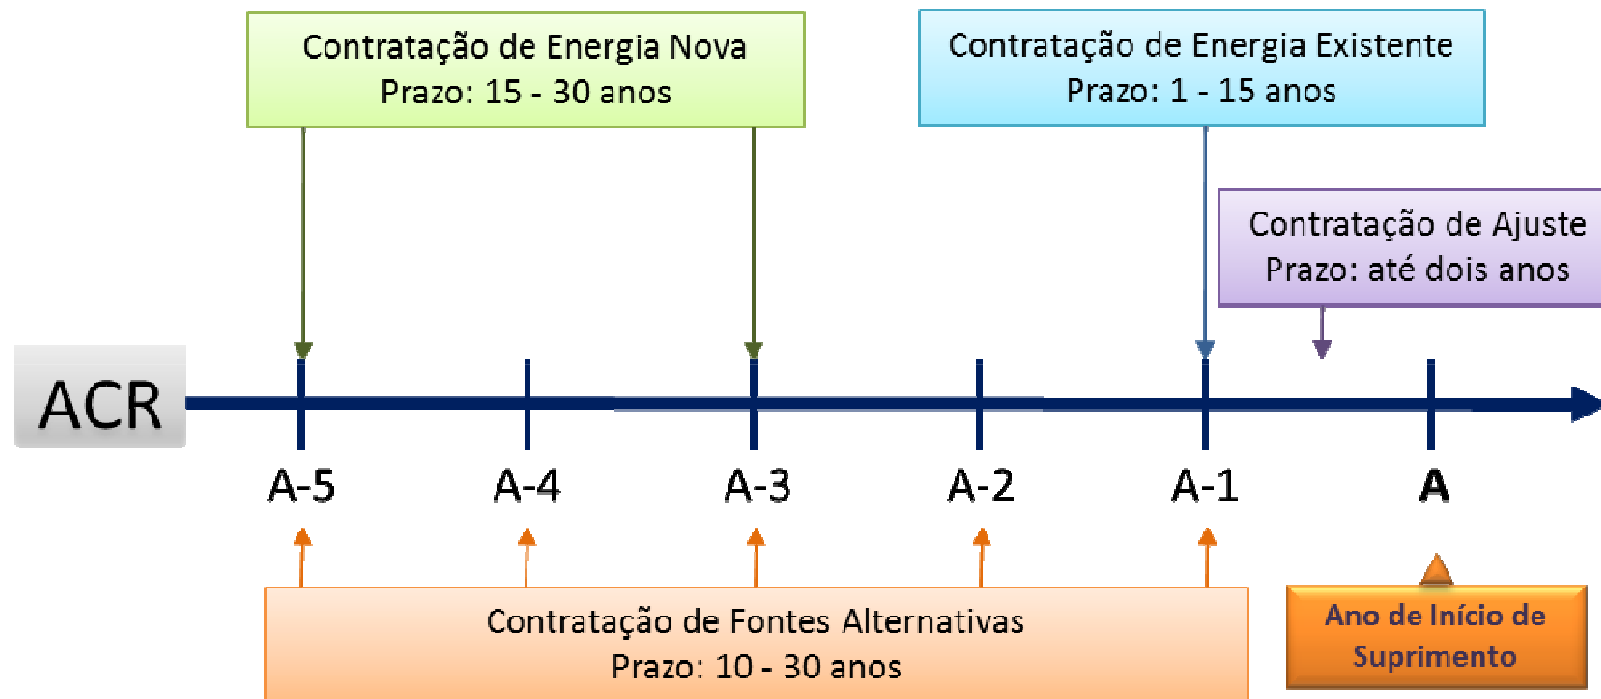 Contratação de Energia Nova
Prazo: 15 - 30 anos
Contratação de Energia Existente
Prazo: 1 - 15 anos
Contratação de Ajuste
Prazo: até dois anos
ACR
A-5
A-4
A-3
A-2
A-1
A
Contratação de Fontes Alternativas
Prazo: 10 - 30 anos
Ano de Início de
Suprimento